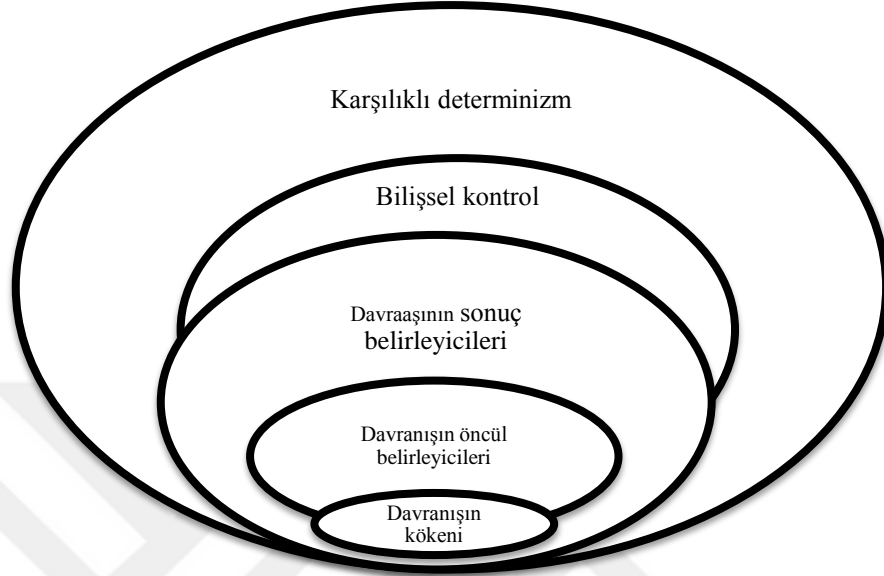 Karşılıklı determinizm
Bilişsel kontrol
Davraaşının sonuç
belirleyicileri
Davranışın öncül
belirleyicileri
Davranışın
kökeni